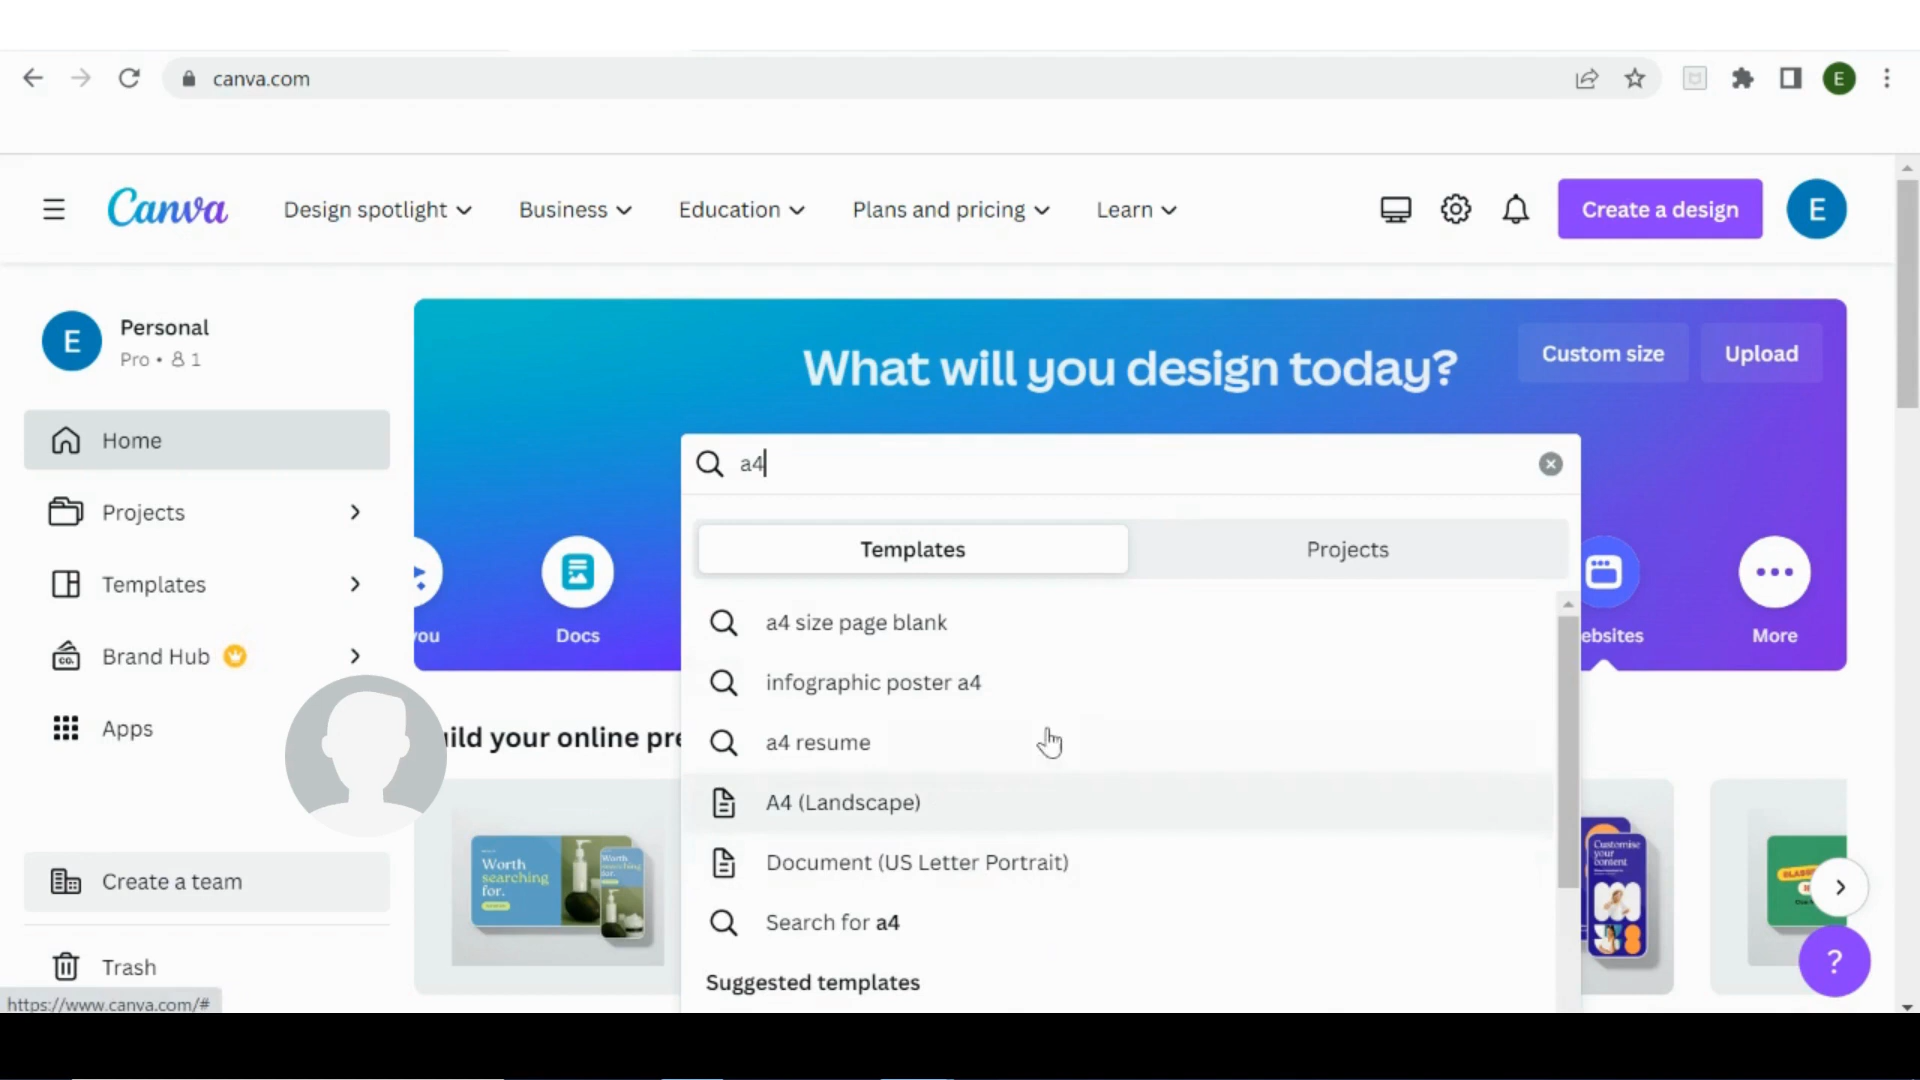 canva.com
E
Canva
Design spotlight
Business
Education
Plans and pricing
Learn
Create a design
E
E
Personal
Pro • 1
What will you design today?
Custom size
Upload
Home
a4
Projects
Templates
Projects
Templates
a4 size page blank
ou
Docs
ebsites
More
Brand Hub
CO.
infographic poster a4
Apps
ild your online pre
a4 resume
A4 (Landscape)
Worth
searching
for.
Customise
your
content
Document (US Letter Portrait)
Create a team
Search for a4
Trash
?
Suggested templates
https://www.canva.com/#